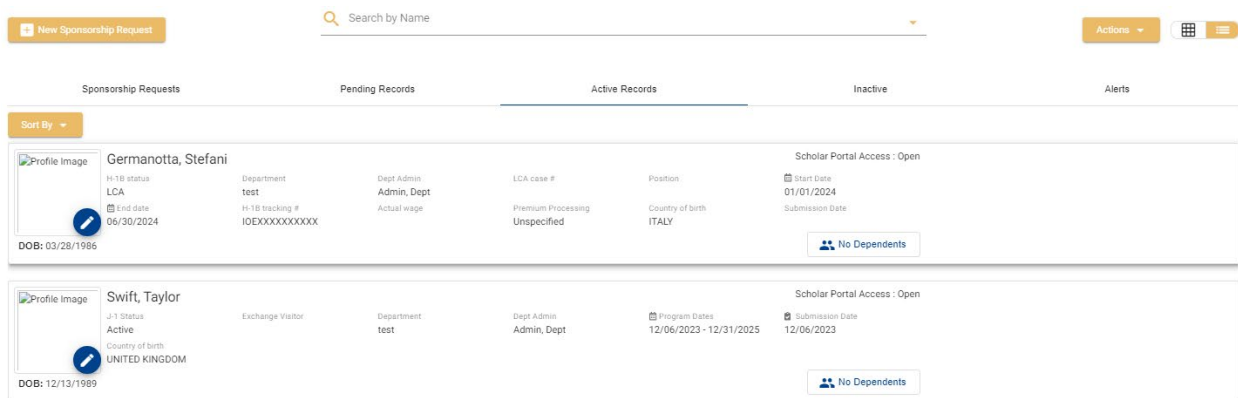 New Sponsorship Request
Search by Name
Actions
Sponsorship Requests Pending Records Active Records Inactive Alerts
Sort By
Profile Image
Germanotta, Stefani
Scholar Portal Access : Open
H-1B status Department Dept Admin LCA case # Position Start Date
LCA test Admin, Dept 01/01/2024
End date H-1B tracking # Actual wage Premium Processing Country of birth Submission Date
06/30/2024 IOEXXXXXXXXXX Unspecified ITALY
DOB: 03/28/1986
No Dependents
Profile Image
Swift, Taylor
Scholar Portal Access : Open
J-1 Status Exchange Visitor Department Dept Admin Program Dates Submission Date
Active test Admin, Dept 12/06/2023 - 12/31/2025 12/06/2023
Country of birth
UNITED KINGDOM
DOB: 12/13/1989
No Dependents